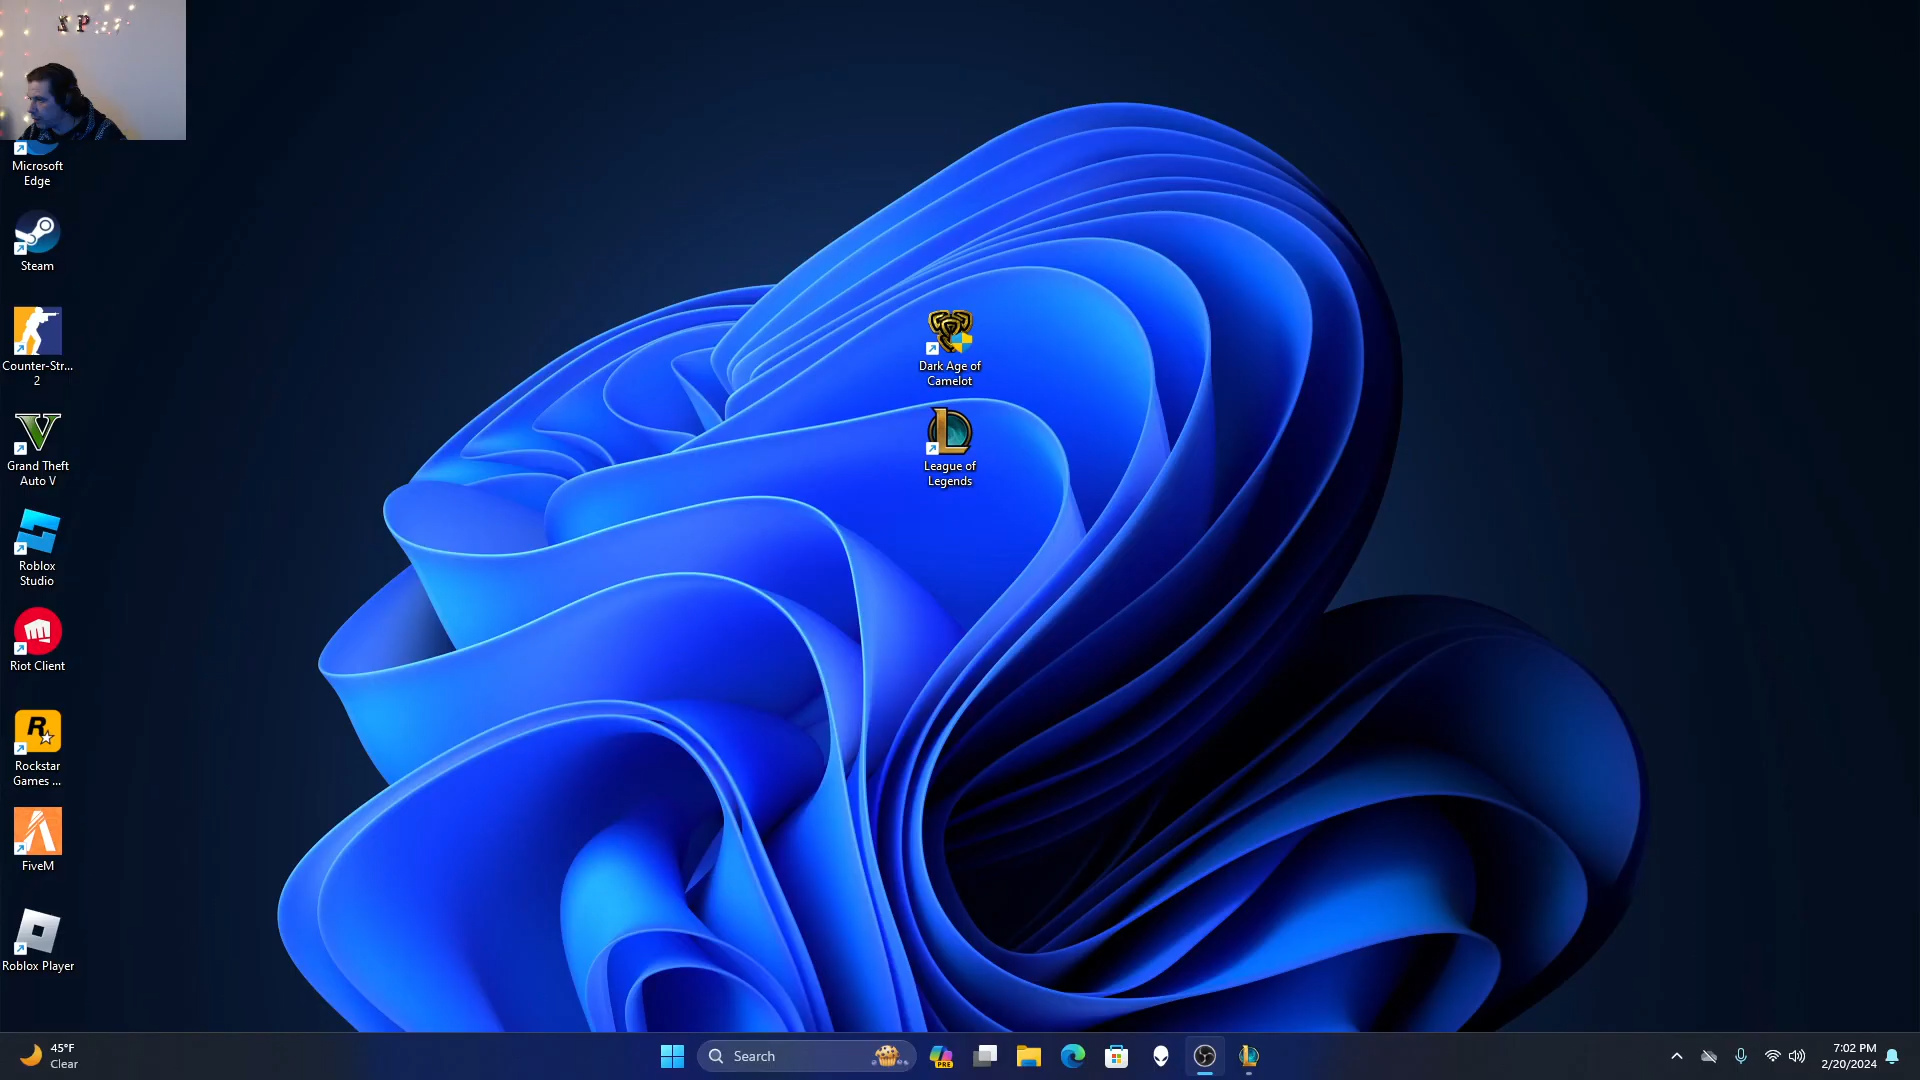 Microsoft
Edge
Steam
Counter-Str...
2
Grand Theft
Auto V
Roblox
Studio
Riot Client
Rockstar
Games ...
FiveM
Roblox Player
Dark Age of
Camelot
League of
Legends
45°F
Clear
Search
PRE
7:02 PM
2/20/2024